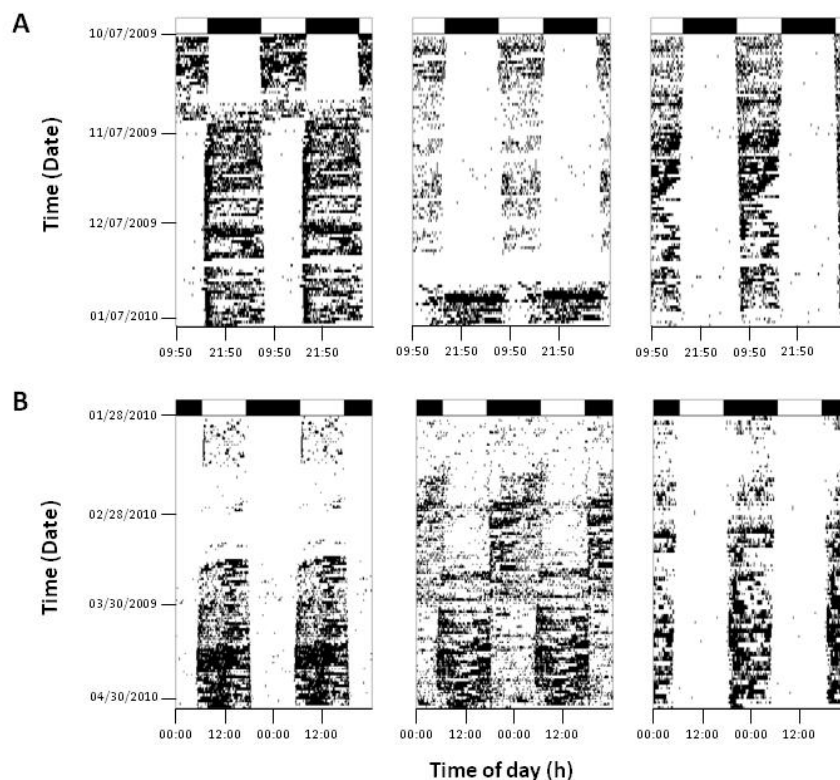 A
10/07/2009
11/07/2009
12/07/2009
01/07/2010
Time (Date)
09:50 21:50 09:50 21:50
09:50 21:50 09:50 21:50
09:50 21:50 09:50 21:50
B
01/28/2010
02/28/2010
03/30/2009
04/30/2010
Time (Date)
00:00 12:00 00:00 12:00
00:00 12:00 00:00 12:00
00:00 12:00 00:00 12:00
Time of day (h)